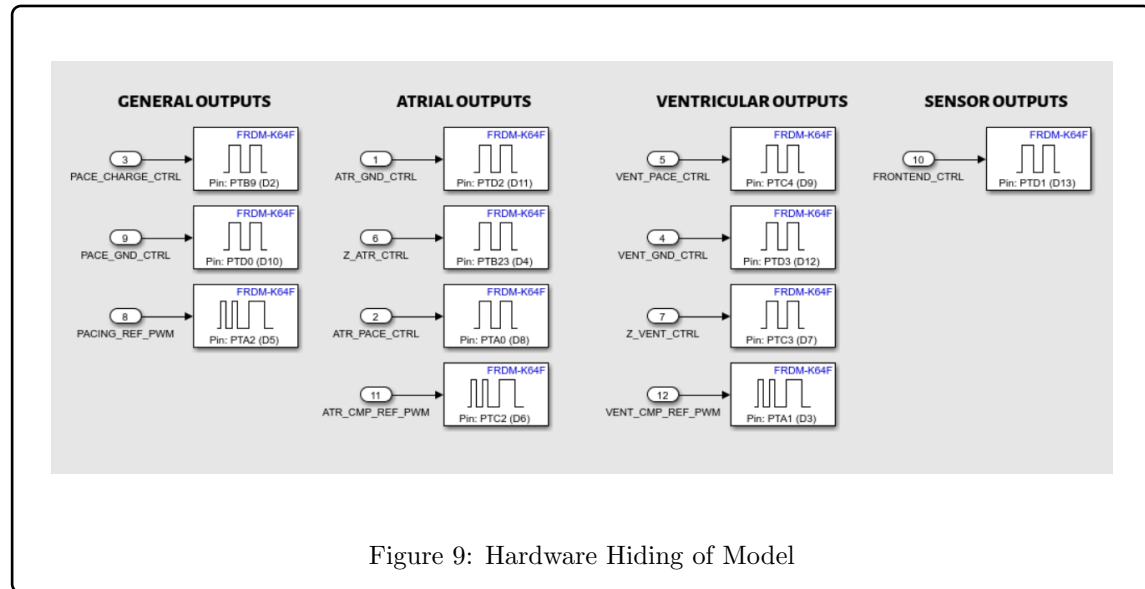 GENERAL OUTPUTS
FRDM-K64F
3
PACE_CHARGE_CTRL
Pin: PTB9 (D2)
FRDM-K64F
9
PACE_GND_CTRL
Pin: PTD0 (D10)
FRDM-K64F
8
PACING_REF_PWM
Pin: PTA2 (D5)
ATRIAL OUTPUTS
FRDM-K64F
1
ATR_GND_CTRL
Pin: PTD2 (D11)
FRDM-K64F
6
Z_ATR_CTRL
Pin: PTB23 (D4)
FRDM-K64F
2
ATR_PACE_CTRL
Pin: PTA0 (D8)
FRDM-K64F
11
ATR_CMP_REF_PWM
Pin: PTC2 (D6)
VENTRICULAR OUTPUTS
FRDM-K64F
5
VENT_PACE_CTRL
Pin: PTC4 (D9)
FRDM-K64F
4
VENT_GND_CTRL
Pin: PTD3 (D12)
FRDM-K64F
7
Z_VENT_CTRL
Pin: PTC3 (D7)
FRDM-K64F
12
VENT_CMP_REF_PWM
Pin: PTA1 (D3)
SENSOR OUTPUTS
FRDM-K64F
10
FRONTEND_CTRL
Pin: PTD1 (D13)
Figure 9: Hardware Hiding of Model